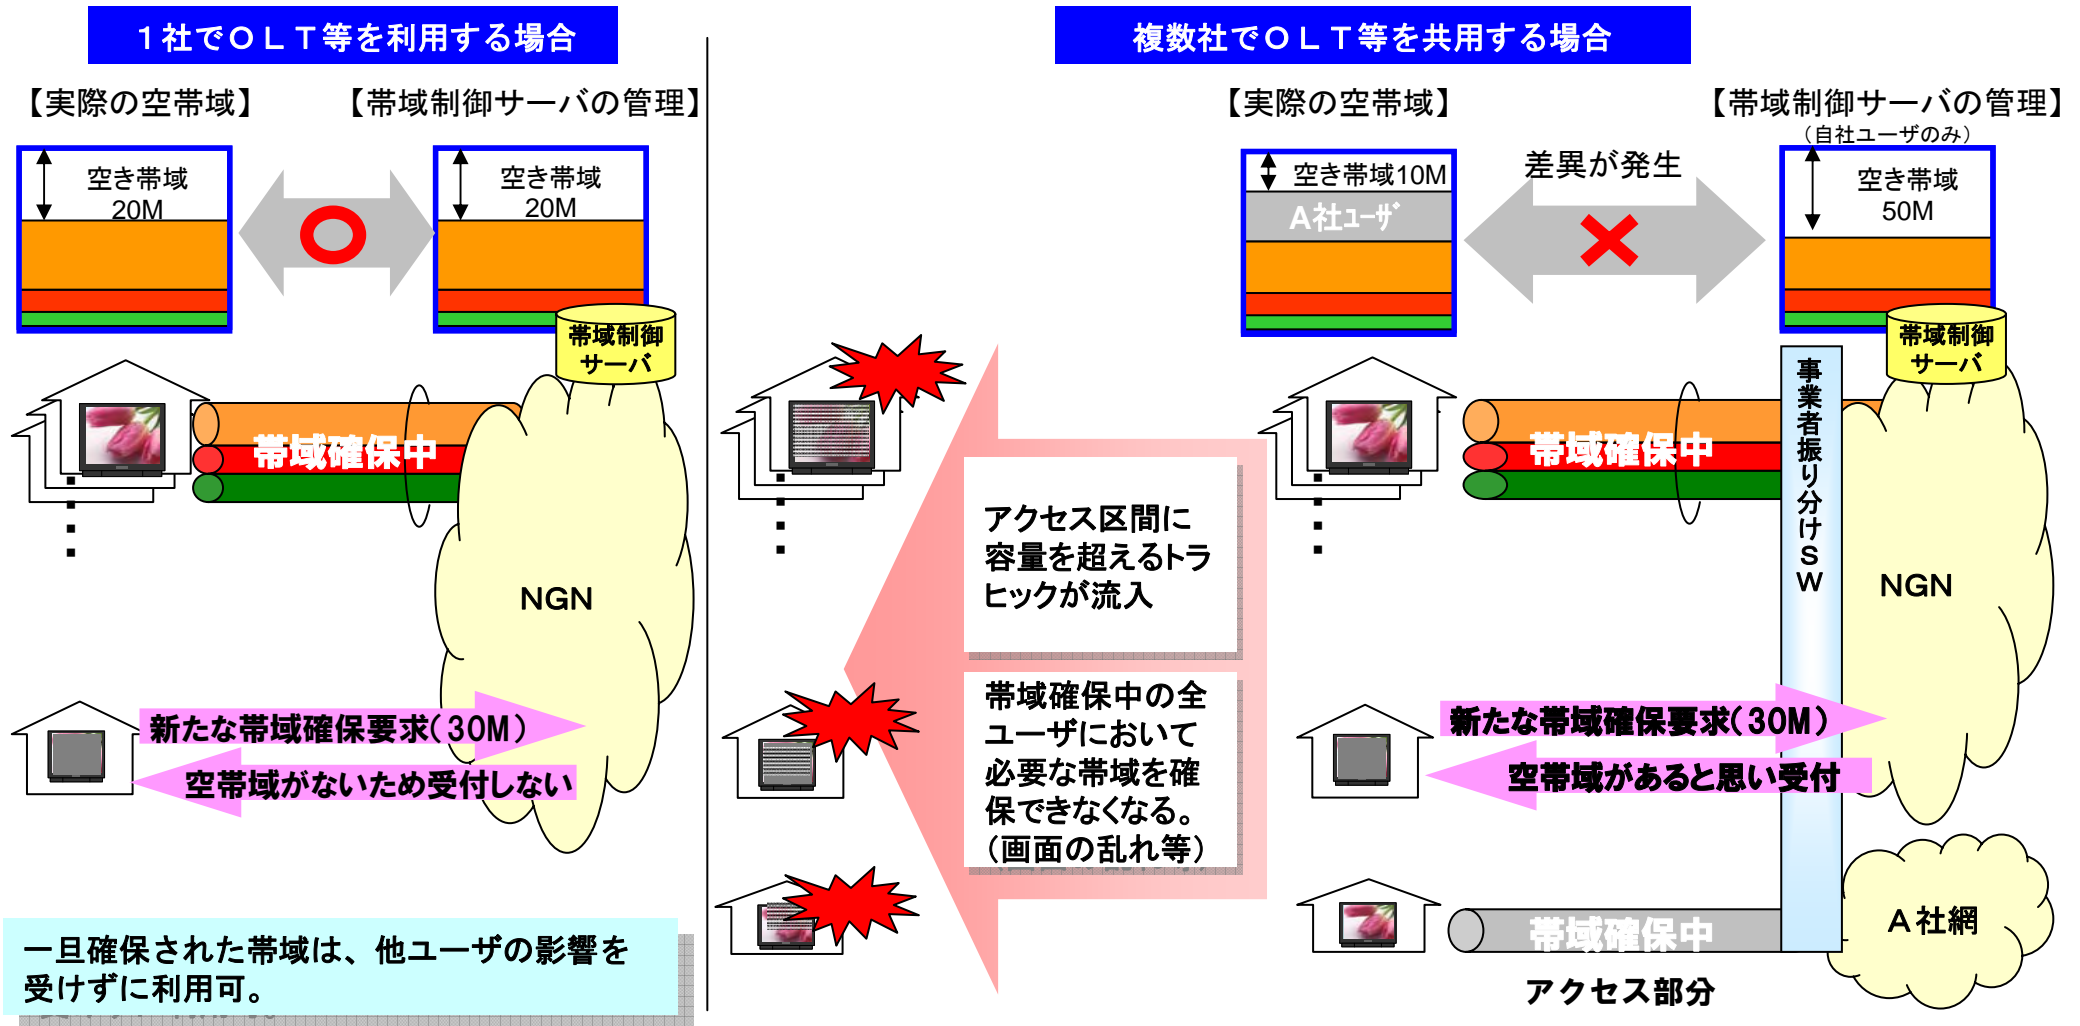 １社でＯＬＴ等を利用する場合
【実際の空帯域】
【帯域制御サーバの管理】
空き帯域
20M
空き帯域
20M
帯域制御
サーバ
帯域確保中
NGN
新たな帯域確保要求（30M）
空帯域がないため受付しない
一旦確保された帯域は、他ユーザの影響を
受けずに利用可。
複数社でＯＬＴ等を共用する場合
【実際の空帯域】
【帯域制御サーバの管理】
（自社ユーザのみ）
空き帯域10M
A社ﾕｰｻﾞ
差異が発生
空き帯域
50M
帯域制御
サーバ
アクセス区間に
容量を超えるトラ
ヒックが流入
帯域確保中の全
ユーザにおいて
必要な帯域を確
保できなくなる。
（画面の乱れ等）
帯域確保中
事業者振り分けＳＷ
NGN
新たな帯域確保要求（30M）
空帯域があると思い受付
帯域確保中
Ａ社網
アクセス部分